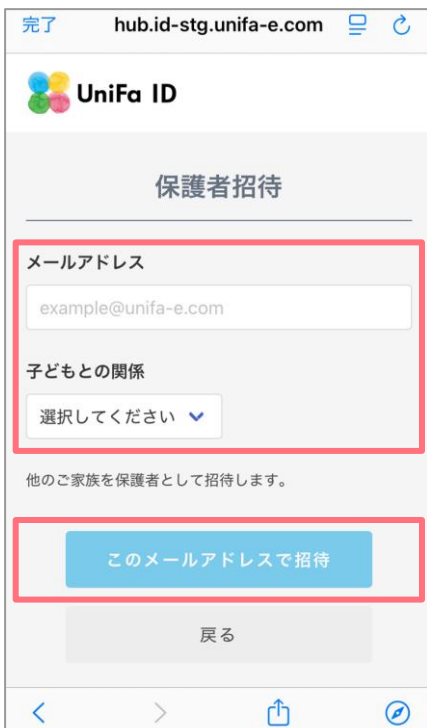 完了 hub.id-stg.unifa-e.com
UniFa ID
保護者招待
メールアドレス
example@unifa-e.com
子どもとの関係
選択してください
他のご家族を保護者として招待します。
このメールアドレスで招待
戻る